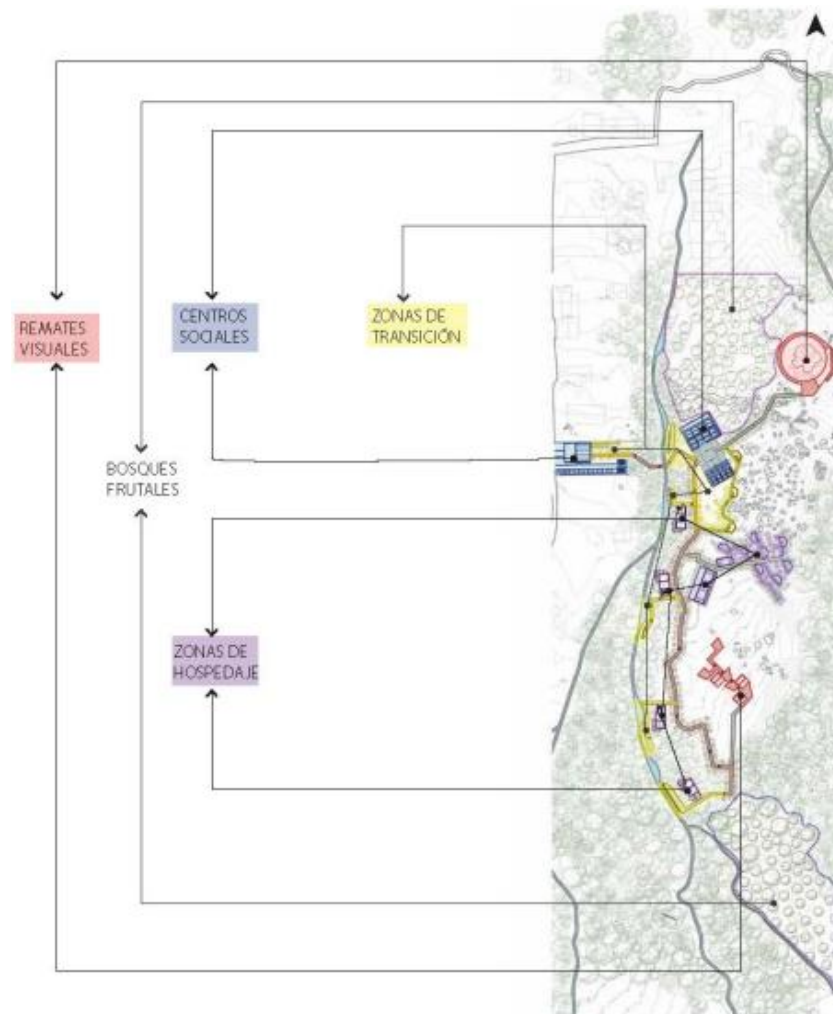 REMATES
VISUALES
CENTROS
SOCIALES
ZONAS DE
TRANSICIÓN
BOSQUES
FRUTALES
ZONAS DE
HOSPEDAJE